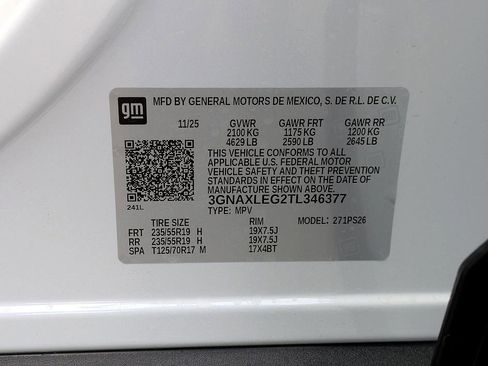 gm
MFD BY GENERAL MOTORS DE MEXICO, S. DE R.L. DE C.V.
11/25 GVWR GAWR FRT GAWR RR
2100 KG 1175 KG 1200 KG
4629 LB 2590 LB 2645 LB
THIS VEHICLE CONFORMS TO ALL
APPLICABLE U.S. FEDERAL MOTOR
VEHICLE SAFETY AND THEFT PREVENTION
STANDARDS IN EFFECT ON THE DATE OF
MANUFACTURE SHOWN ABOVE.
3GNAXLEG2TL346377
241L TYPE: MPV MODEL: 271PS26
TIRE SIZE RIM
FRT 235/55R19 H 19X7.5J
RR 235/55R19 H 19X7.5J
SPA T125/70R17 M 17X4BT